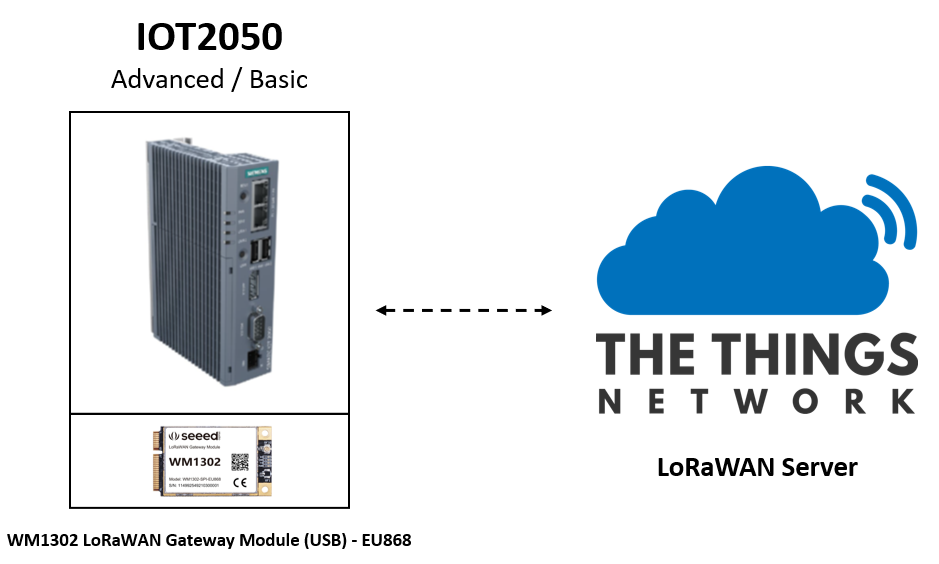 IOT2050
Advanced / Basic
SIEMENS
seeed
LoRaWAN Gateway Module
WM1302
Model: WM1302-SPI-EU868
CE
THE THINGS
NETWORK
LoRaWAN Server
WM1302 LoRaWAN Gateway Module (USB) - EU868